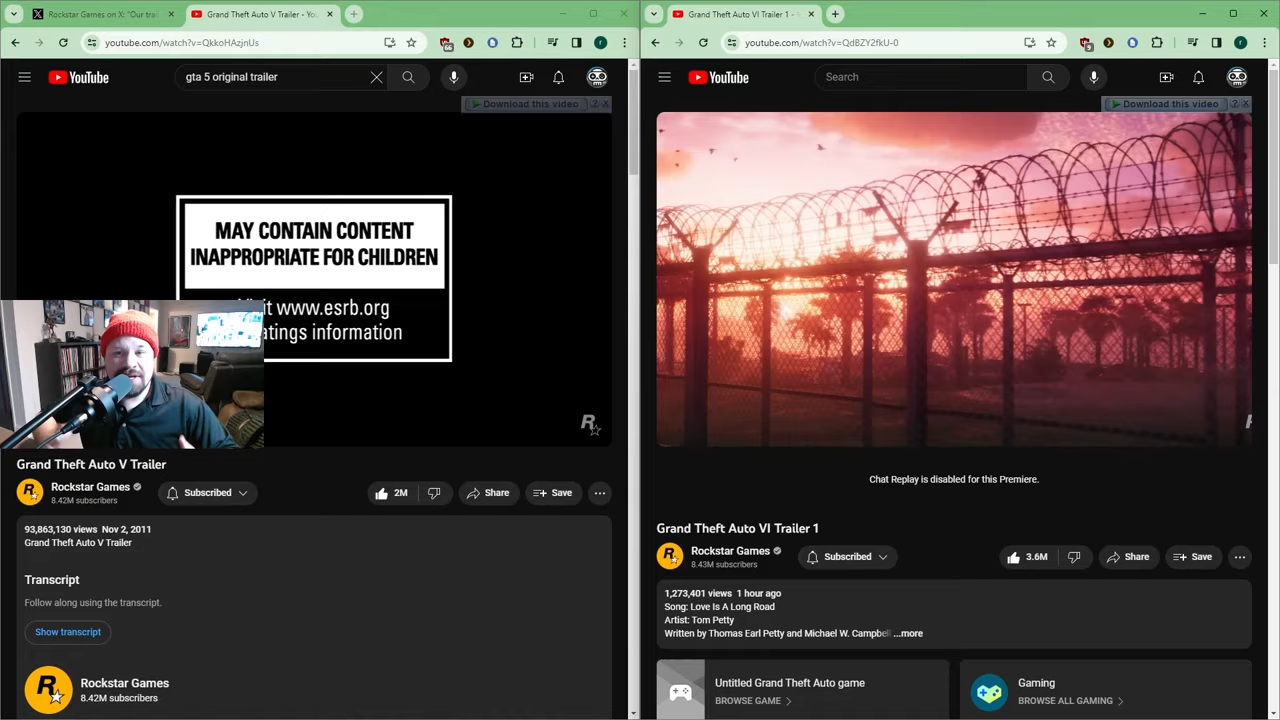 Rockstar Games on X: "Our trai
Grand Theft Auto V Trailer - Yo
youtube.com/watch?v=QkkoHAzjnUs
YouTube
gta 5 original trailer
Download this video
MAY CONTAIN CONTENT
INAPPROPRIATE FOR CHILDREN
Visit www.esrb.org
ratings information
Grand Theft Auto V Trailer
Rockstar Games
8.42M subscribers
Subscribed
2M
Share
Save
93,863,130 views Nov 2, 2011
Grand Theft Auto V Trailer
Transcript
Follow along using the transcript.
Show transcript
Rockstar Games
8.42M subscribers
Grand Theft Auto VI Trailer 1 -
youtube.com/watch?v=QdBZY2fkU-0
YouTube
Search
Download this video
Chat Replay is disabled for this Premiere.
Grand Theft Auto VI Trailer 1
Rockstar Games
8.43M subscribers
Subscribed
3.6M
Share
Save
1,273,401 views 1 hour ago
Song: Love Is A Long Road
Artist: Tom Petty
Written by Thomas Earl Petty and Michael W. Campbell ...more
Untitled Grand Theft Auto game
BROWSE GAME
Gaming
BROWSE ALL GAMING